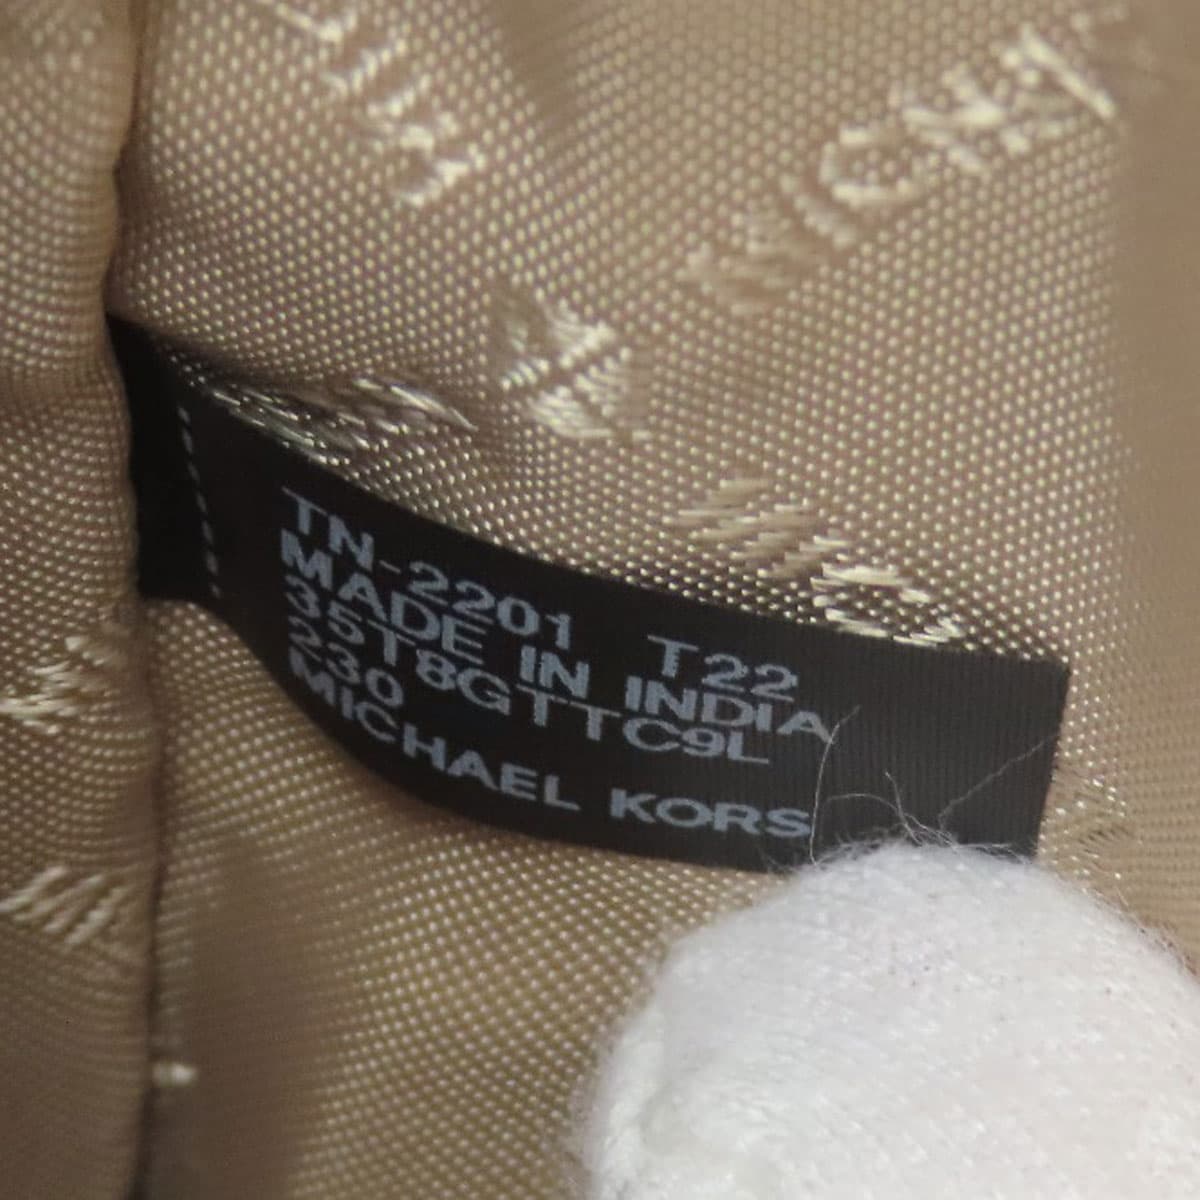 TN-2201 T22
MADE IN INDIA
35T8GTTC9L
230
MICHAEL KORS